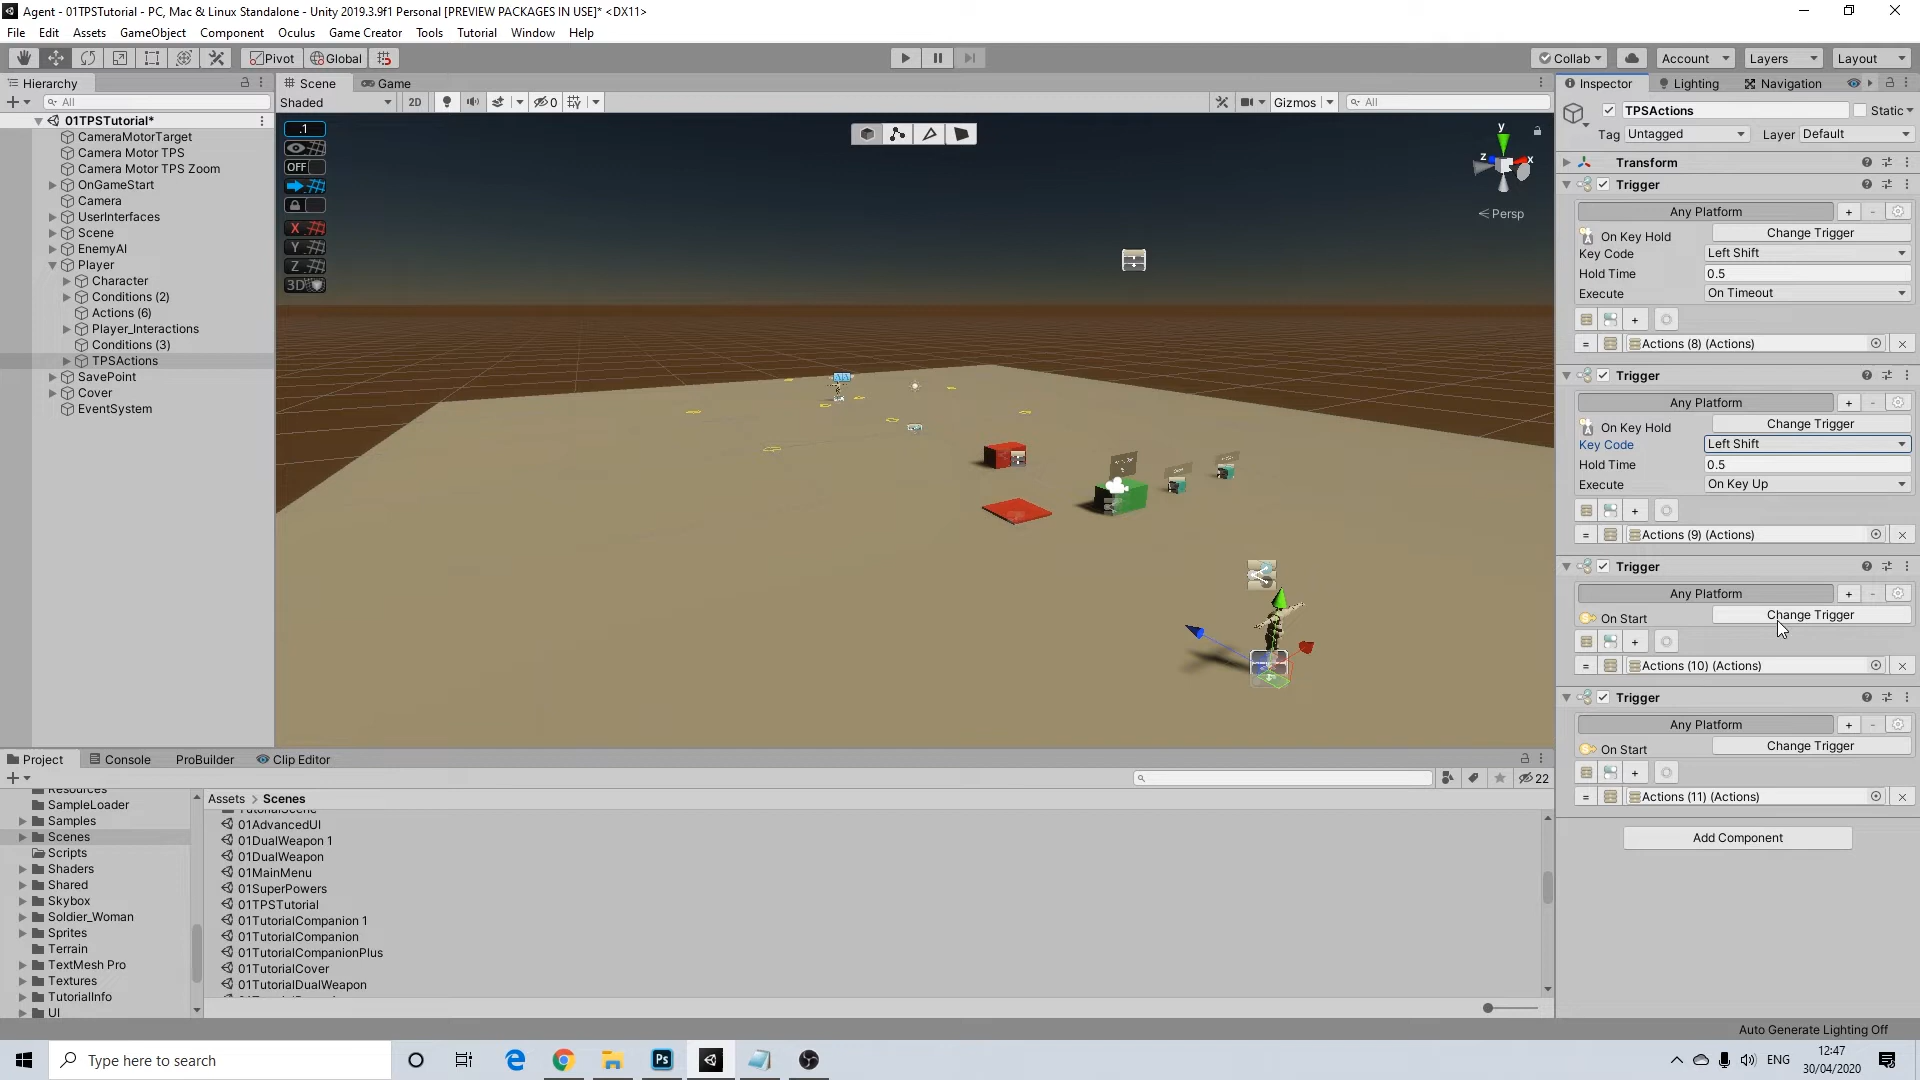 Agent - 01TPSTutorial - PC, Mac & Linux Standalone - Unity 2019.3.9f1 Personal [PREVIEW PACKAGES IN USE]* <DX11>
File Edit Assets GameObject Component Oculus Game Creator Tools Tutorial Window Help
Pivot Global Collab Account Layers Layout
Hierarchy
All
01TPSTutorial*
CameraMotorTarget
Camera Motor TPS
Camera Motor TPS Zoom
OnGameStart
Camera
UserInterfaces
Scene
EnemyAI
Player
Character
Conditions (2)
Actions (6)
Player_Interactions
Conditions (3)
TPSActions
SavePoint
Cover
EventSystem
Scene Game
Shaded 2D 0 Gizmos All
.1
OFF
X
Y
Z
3D
y
z x
Persp
Inspector Lighting Navigation
TPSActions Static
Tag Untagged Layer Default
Transform
Trigger
Any Platform + -
On Key Hold Change Trigger
Key Code Left Shift
Hold Time 0.5
Execute On Timeout
+
= Actions (8) (Actions)
Trigger
Any Platform + -
On Key Hold Change Trigger
Key Code Left Shift
Hold Time 0.5
Execute On Key Up
+
= Actions (9) (Actions)
Trigger
Any Platform + -
On Start Change Trigger
+
= Actions (10) (Actions)
Trigger
Any Platform + -
On Start Change Trigger
+
= Actions (11) (Actions)
Add Component
Project Console ProBuilder Clip Editor
22
Resources
SampleLoader
Samples
Scenes
Scripts
Shaders
Shared
Skybox
Soldier_Woman
Sprites
Terrain
TextMesh Pro
Textures
TutorialInfo
UI
Assets > Scenes
TutorialScene
01AdvancedUI
01DualWeapon 1
01DualWeapon
01MainMenu
01SuperPowers
01TPSTutorial
01TutorialCompanion 1
01TutorialCompanion
01TutorialCompanionPlus
01TutorialCover
01TutorialDualWeapon
Auto Generate Lighting Off
Type here to search
Ps
ENG
12:47
30/04/2020